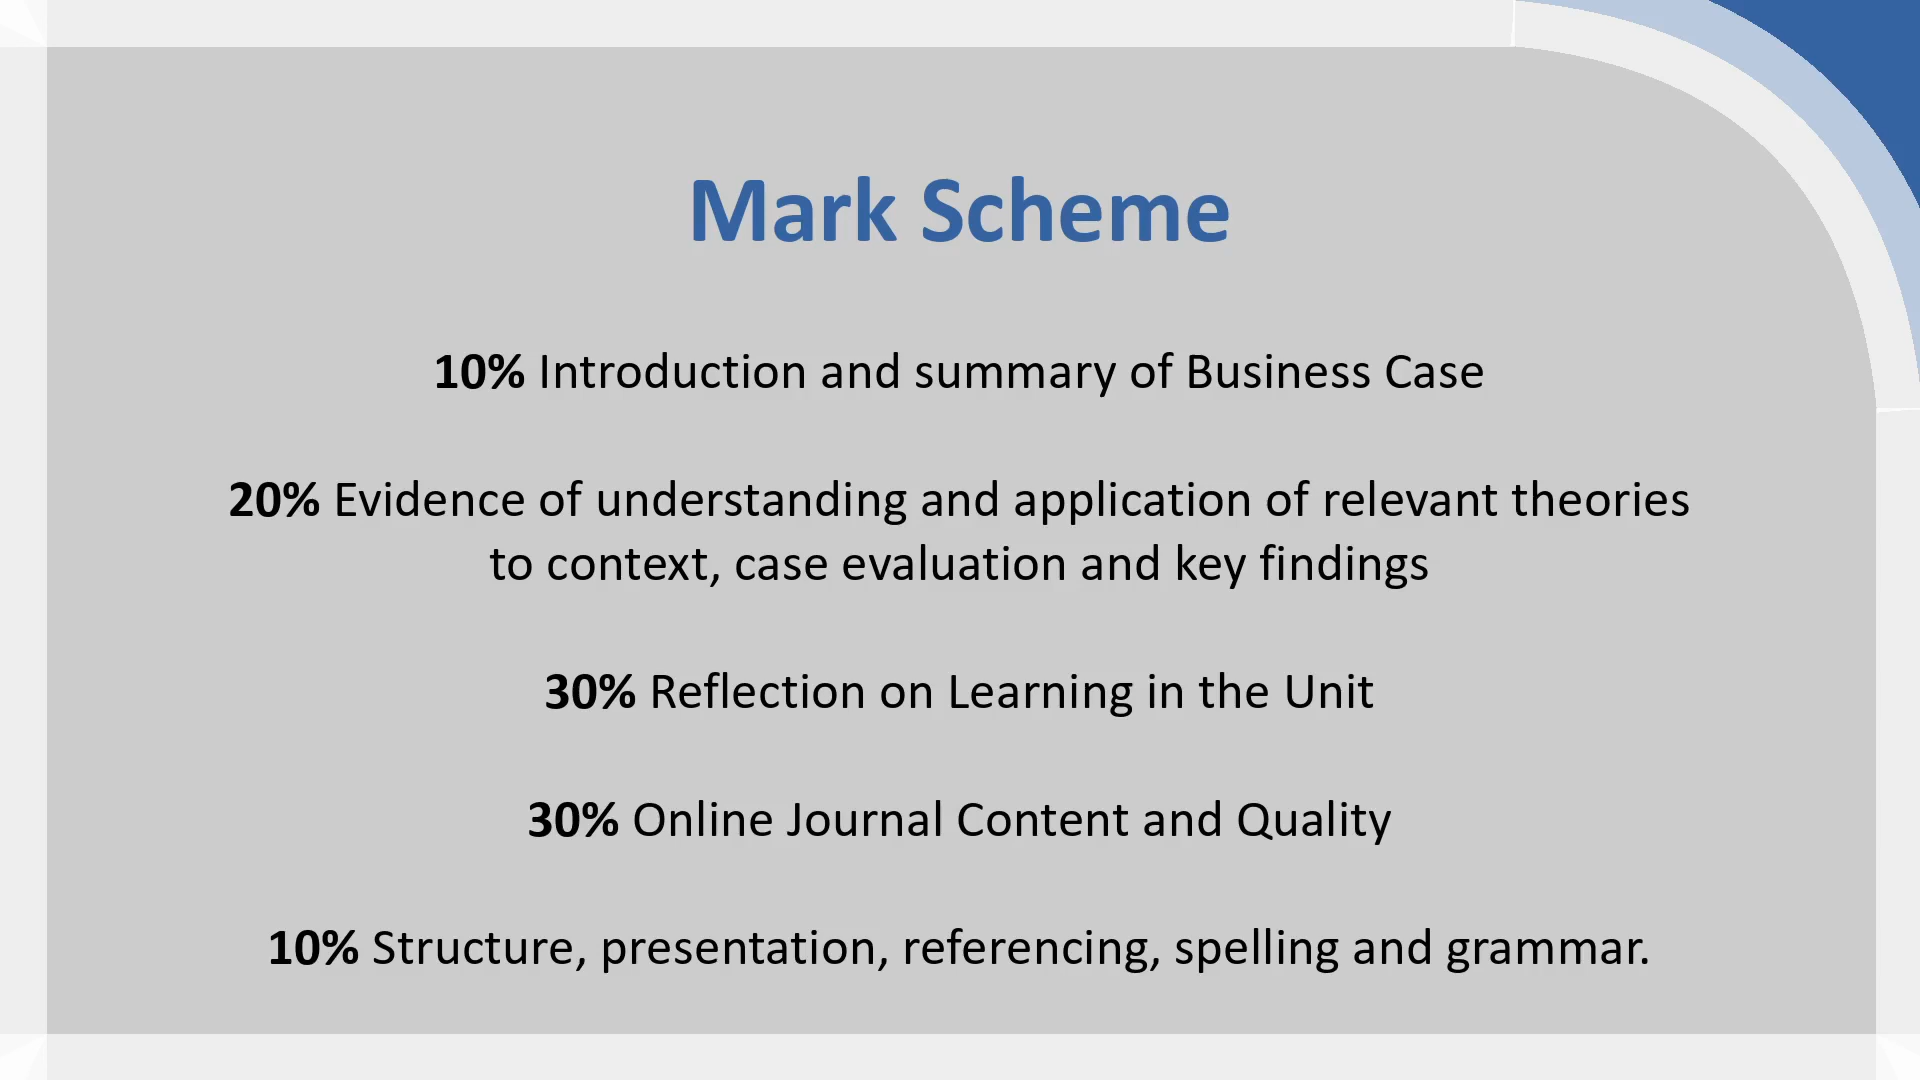 Mark Scheme
10% Introduction and summary of Business Case
20% Evidence of understanding and application of relevant theories
to context, case evaluation and key findings
30% Reflection on Learning in the Unit
30% Online Journal Content and Quality
10% Structure, presentation, referencing, spelling and grammar.